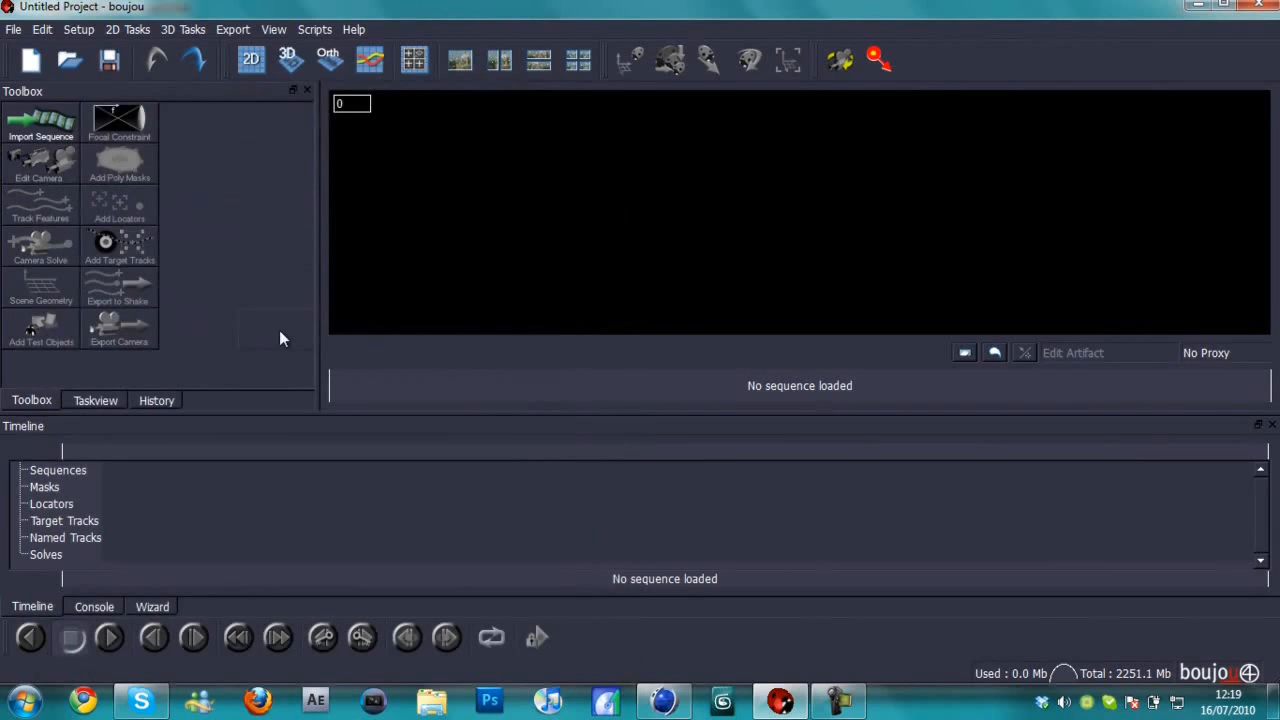 Untitled Project - boujou
File Edit Setup 2D Tasks 3D Tasks Export View Scripts Help
2D 3D Orth
Toolbox
Import Sequence Focal Constraint
Edit Camera Add Poly Masks
Track Features Add Locators
Camera Solve Add Target Tracks
Scene Geometry Export to Shake
Add Test Objects Export Camera
Toolbox Taskview History
0
Edit Artifact No Proxy
No sequence loaded
Timeline
Sequences
Masks
Locators
Target Tracks
Named Tracks
Solves
No sequence loaded
Timeline Console Wizard
Used : 0.0 Mb Total : 2251.1 Mb boujou4
AE Ps
12:19
16/07/2010